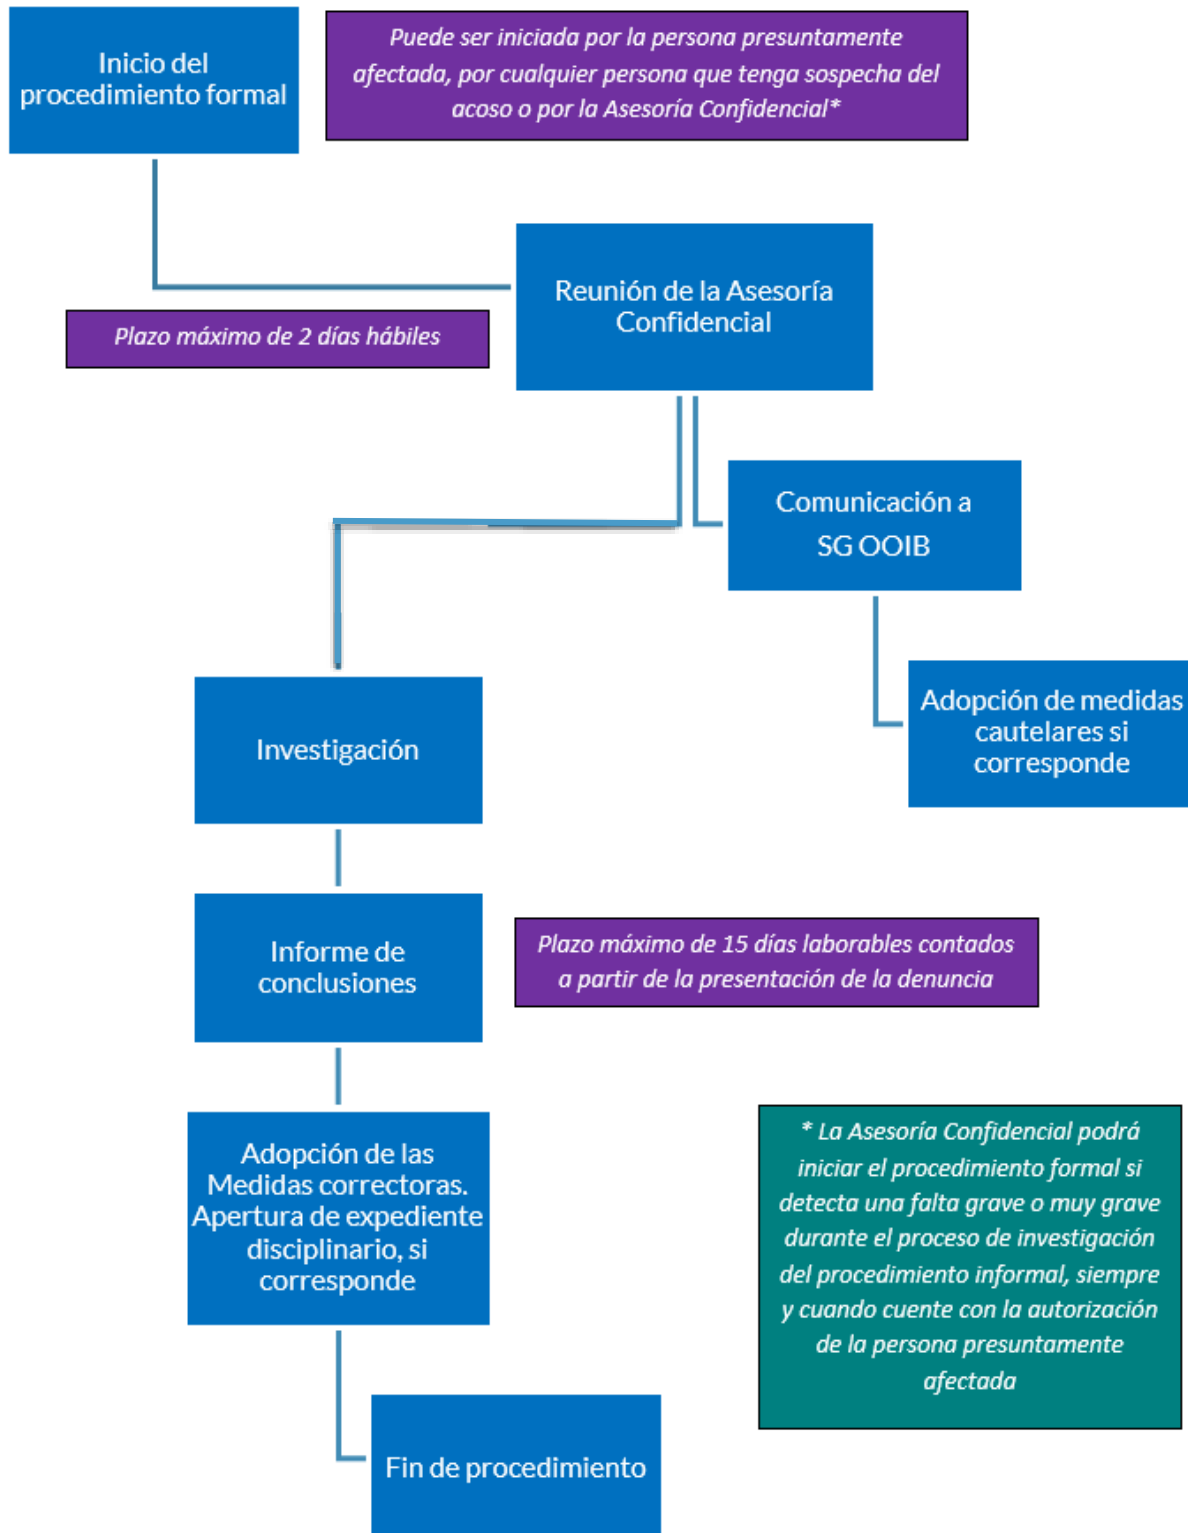 Inicio del
procedimiento formal
Puede ser iniciada por la persona presuntamente
afectada, por cualquier persona que tenga sospecha del
acoso o por la Asesoría Confidencial*
Reunión de la Asesoría
Confidencial
Plazo máximo de 2 días hábiles
Comunicación a
SG OOIB
Adopción de medidas
cautelares si
corresponde
Investigación
Informe de
conclusiones
Plazo máximo de 15 días laborables contados
a partir de la presentación de la denuncia
Adopción de las
Medidas correctoras.
Apertura de expediente
disciplinario, si
corresponde
* La Asesoría Confidencial podrá
iniciar el procedimiento formal si
detecta una falta grave o muy grave
durante el proceso de investigación
del procedimiento informal, siempre
y cuando cuente con la autorización
de la persona presuntamente
afectada
Fin de procedimiento